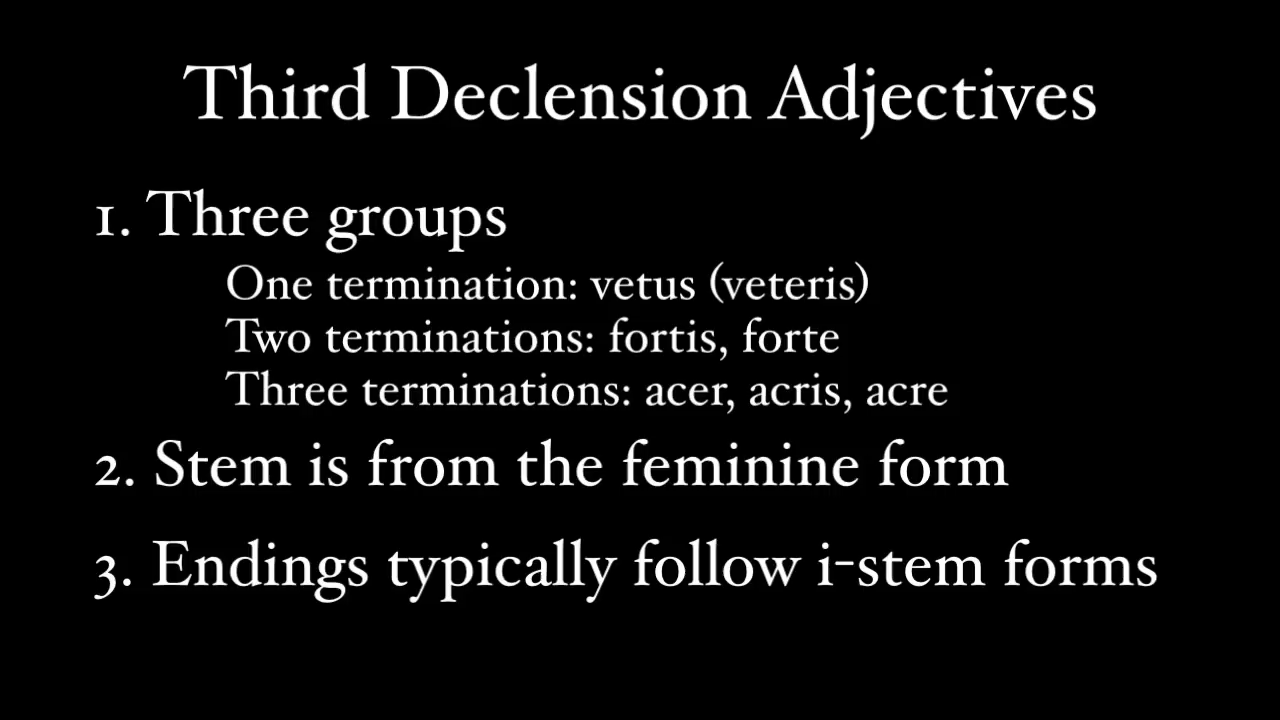 Third Declension Adjectives
1. Three groups
One termination: vetus (veteris)
Two terminations: fortis, forte
Three terminations: acer, acris, acre
2. Stem is from the feminine form
3. Endings typically follow i-stem forms